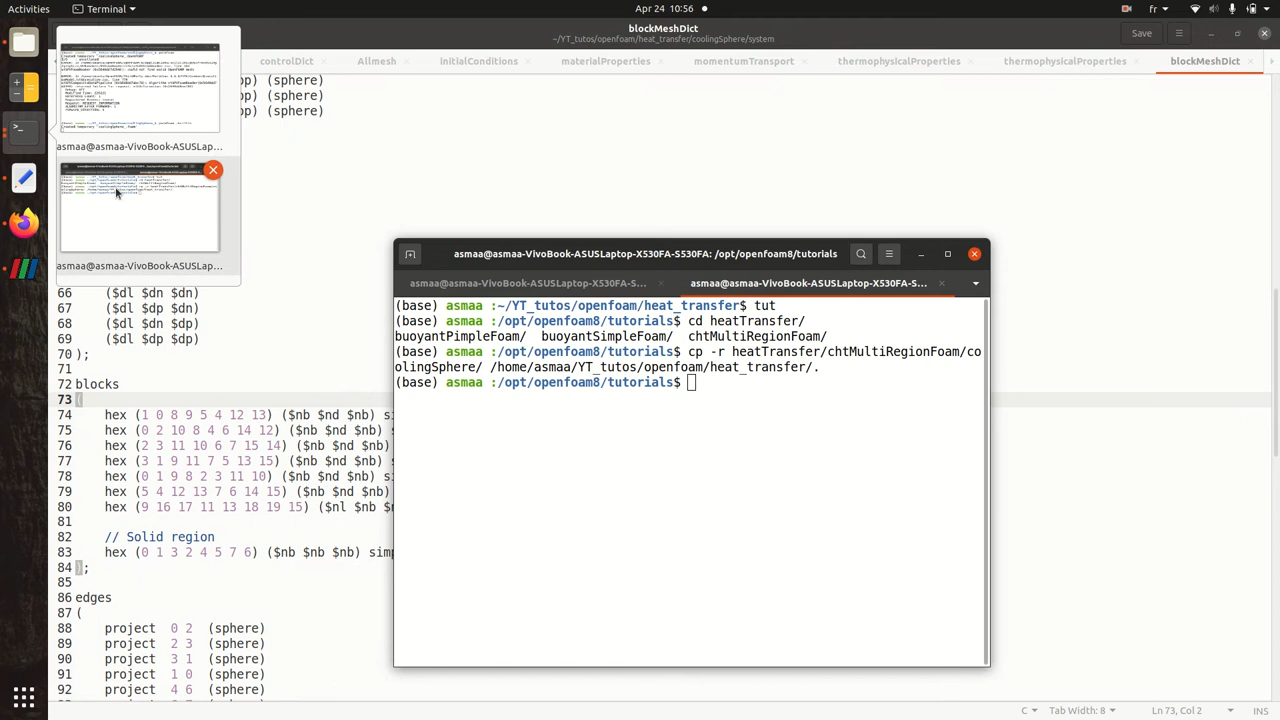 Activities
Terminal
Apr 24 10:56
fr
blockMeshDict
~/YT_tutos/openfoam/heat_transfer/coolingSphere/system
Save
controlDict
Allmesh
initialCondi
Properties
momentumT
icalProperties
thermophysicalProperties
blockMeshDict
op) (sphere)
op) (sphere)
op) (sphere)
asmaa@asmaa-VivoBook-ASUSLap...
asmaa@asmaa-VivoBook-ASUSLap...
66 ($dl $dn $dn)
67 ($dl $dp $dn)
68 ($dl $dn $dp)
69 ($dl $dp $dp)
70 );
71
72 blocks
73 (
74 hex (1 0 8 9 5 4 12 13) ($nb $nd $nb) si
75 hex (0 2 10 8 4 6 14 12) ($nb $nd $nb)
76 hex (2 3 11 10 6 7 15 14) ($nb $nd $nb)
77 hex (3 1 9 11 7 5 13 15) ($nb $nd $nb)
78 hex (0 1 9 8 2 3 11 10) ($nb $nb $nd)
79 hex (5 4 12 13 7 6 14 15) ($nb $nb $nd)
80 hex (9 16 17 11 13 18 19 15) ($nl $nb $n
81
82 // Solid region
83 hex (0 1 3 2 4 5 7 6) ($nb $nb $nb) simp
84 );
85
86 edges
87 (
88 project 0 2 (sphere)
89 project 2 3 (sphere)
90 project 3 1 (sphere)
91 project 1 0 (sphere)
92 project 4 6 (sphere)
asmaa@asmaa-VivoBook-ASUSLaptop-X530FA-S530FA: /opt/openfoam8/tutorials
asmaa@asmaa-VivoBook-ASUSLaptop-X530FA-S...
asmaa@asmaa-VivoBook-ASUSLaptop-X530FA-S...
(base) asmaa :~/YT_tutos/openfoam/heat_transfer$ tut
(base) asmaa :/opt/openfoam8/tutorials$ cd heatTransfer/
buoyantPimpleFoam/ buoyantSimpleFoam/ chtMultiRegionFoam/
(base) asmaa :/opt/openfoam8/tutorials$ cp -r heatTransfer/chtMultiRegionFoam/co
olingSphere/ /home/asmaa/YT_tutos/openfoam/heat_transfer/.
(base) asmaa :/opt/openfoam8/tutorials$
C
Tab Width: 8
Ln 73, Col 2
INS